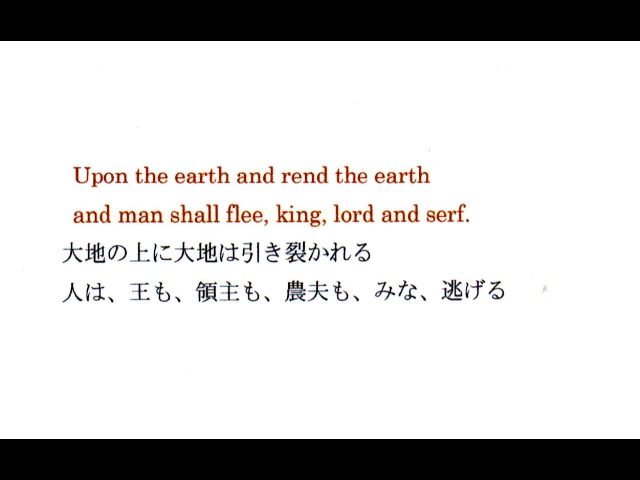 Upon the earth and rend the earth
and man shall flee, king, lord and serf.
大地の上に大地は引き裂かれる
人は、王も、領主も、農夫も、みな、逃げる